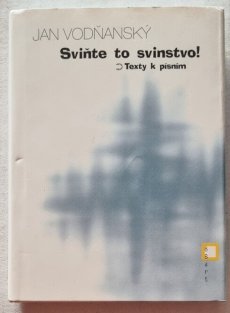 JAN VODŇANSKÝ
Sviňte to svinstvo!
Texty k písním